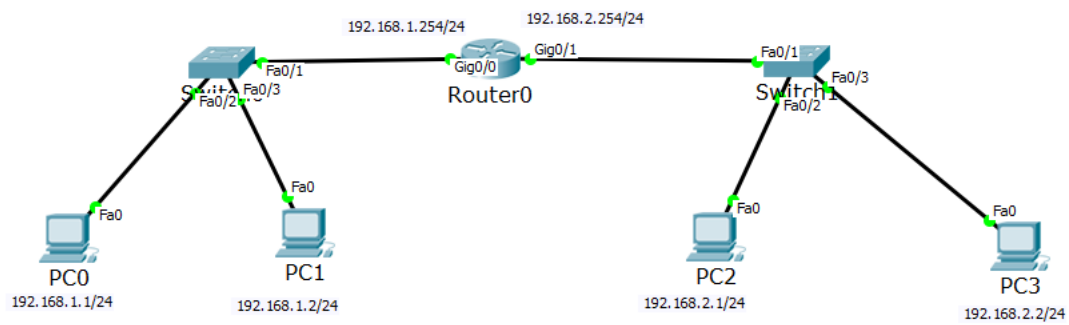 192.168.1.254/24
192.168.2.254/24
Fa0/1
Gig0/0
Gig0/1
Fa0/1
Router0
Fa0/2
Fa0/3
Switch1
Fa0/2
Fa0/3
Fa0
Fa0
Fa0
Fa0
PC0
PC1
PC2
PC3
192.168.1.1/24
192.168.1.2/24
192.168.2.1/24
192.168.2.2/24